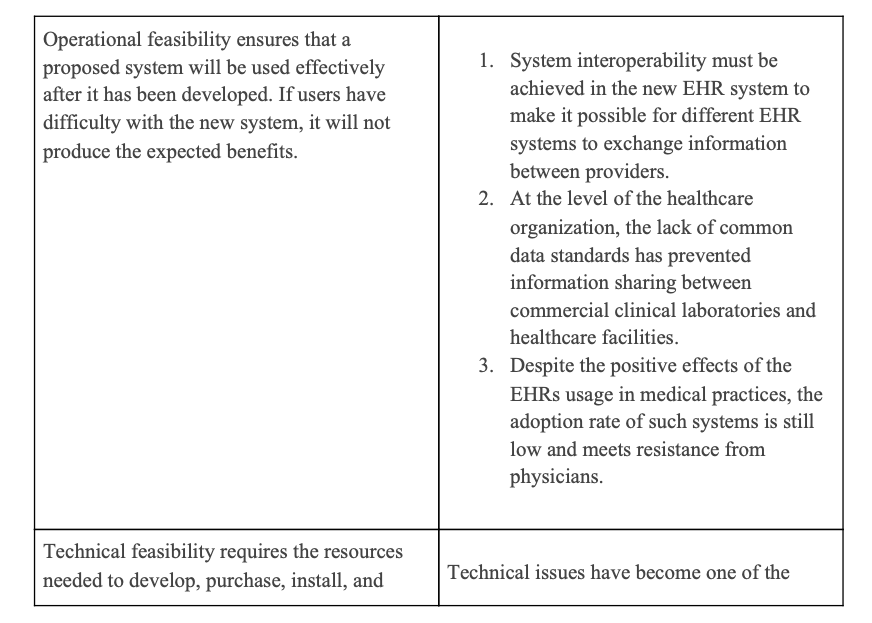 Operational feasibility ensures that a
proposed system will be used effectively
after it has been developed. If users have
difficulty with the new system, it will not
produce the expected benefits.
1. System interoperability must be
achieved in the new EHR system to
make it possible for different EHR
systems to exchange information
between providers.
2. At the level of the healthcare
organization, the lack of common
data standards has prevented
information sharing between
commercial clinical laboratories and
healthcare facilities.
3. Despite the positive effects of the
EHRs usage in medical practices, the
adoption rate of such systems is still
low and meets resistance from
physicians.
Technical feasibility requires the resources
needed to develop, purchase, install, and
Technical issues have become one of the